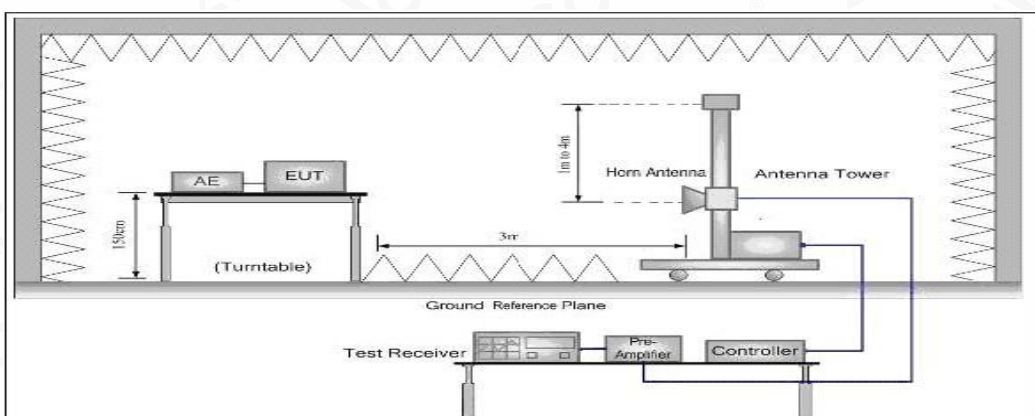 1m to 4m
Horn Antenna
Antenna Tower
AE
EUT
150cm
3m
(Turntable)
Ground Reference Plane
Test Receiver
Pre-
Amplifier
Controller